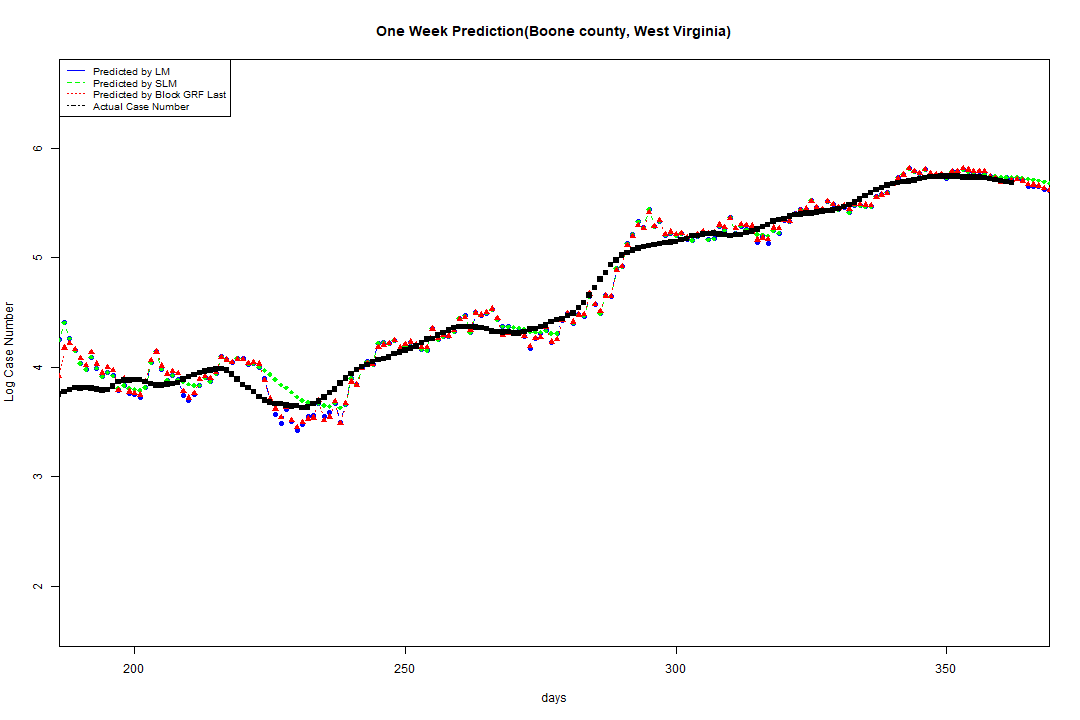 One Week Prediction(Boone county, West Virginia)
Predicted by LM
Predicted by SLM
Predicted by Block GRF Last
Actual Case Number
6
5
4
3
2
Log Case Number
200 250 300 350
days